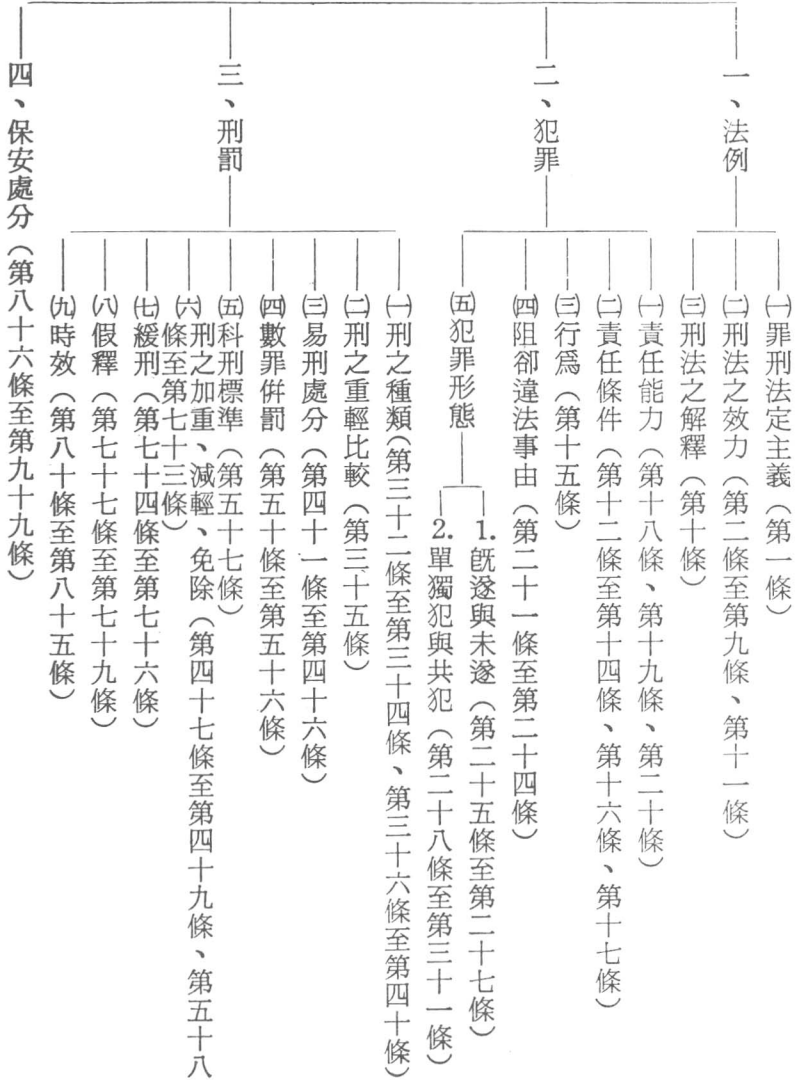 一、法例
㈠罪刑法定主義（第一條）
㈡刑法之效力（第二條至第九條、第十一條）
㈢刑法之解釋（第十條）
二、犯罪
㈠責任能力（第十八條、第十九條、第二十條）
㈡責任條件（第十二條至第十四條、第十六條、第十七條）
㈢行爲（第十五條）
㈣阻卻違法事由（第二十一條至第二十四條）
㈤犯罪形態
1.旣遂與未遂（第二十五條至第二十七條）
2.單獨犯與共犯（第二十八條至第三十一條）
三、刑罰
㈠刑之種類（第三十二條至第三十四條、第三十六條至第四十條）
㈡刑之重輕比較（第三十五條）
㈢易刑處分（第四十一條至第四十六條）
㈣數罪倂罰（第五十條至第五十六條）
㈤科刑標準（第五十七條）
㈥刑之加重、減輕、免除（第四十七條至第四十九條、第五十八
條至第七十三條）
㈦緩刑（第七十四條至第七十六條）
㈧假釋（第七十七條至第七十九條）
㈨時效（第八十條至第八十五條）
四、保安處分（第八十六條至第九十九條）